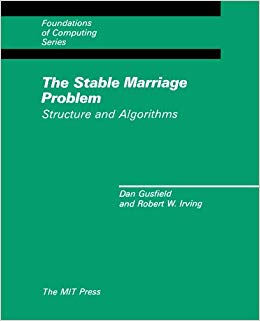 Foundations
of Computing
Series
The Stable Marriage
Problem
Structure and Algorithms
Dan Gusfield
and Robert W. Irving
The MIT Press